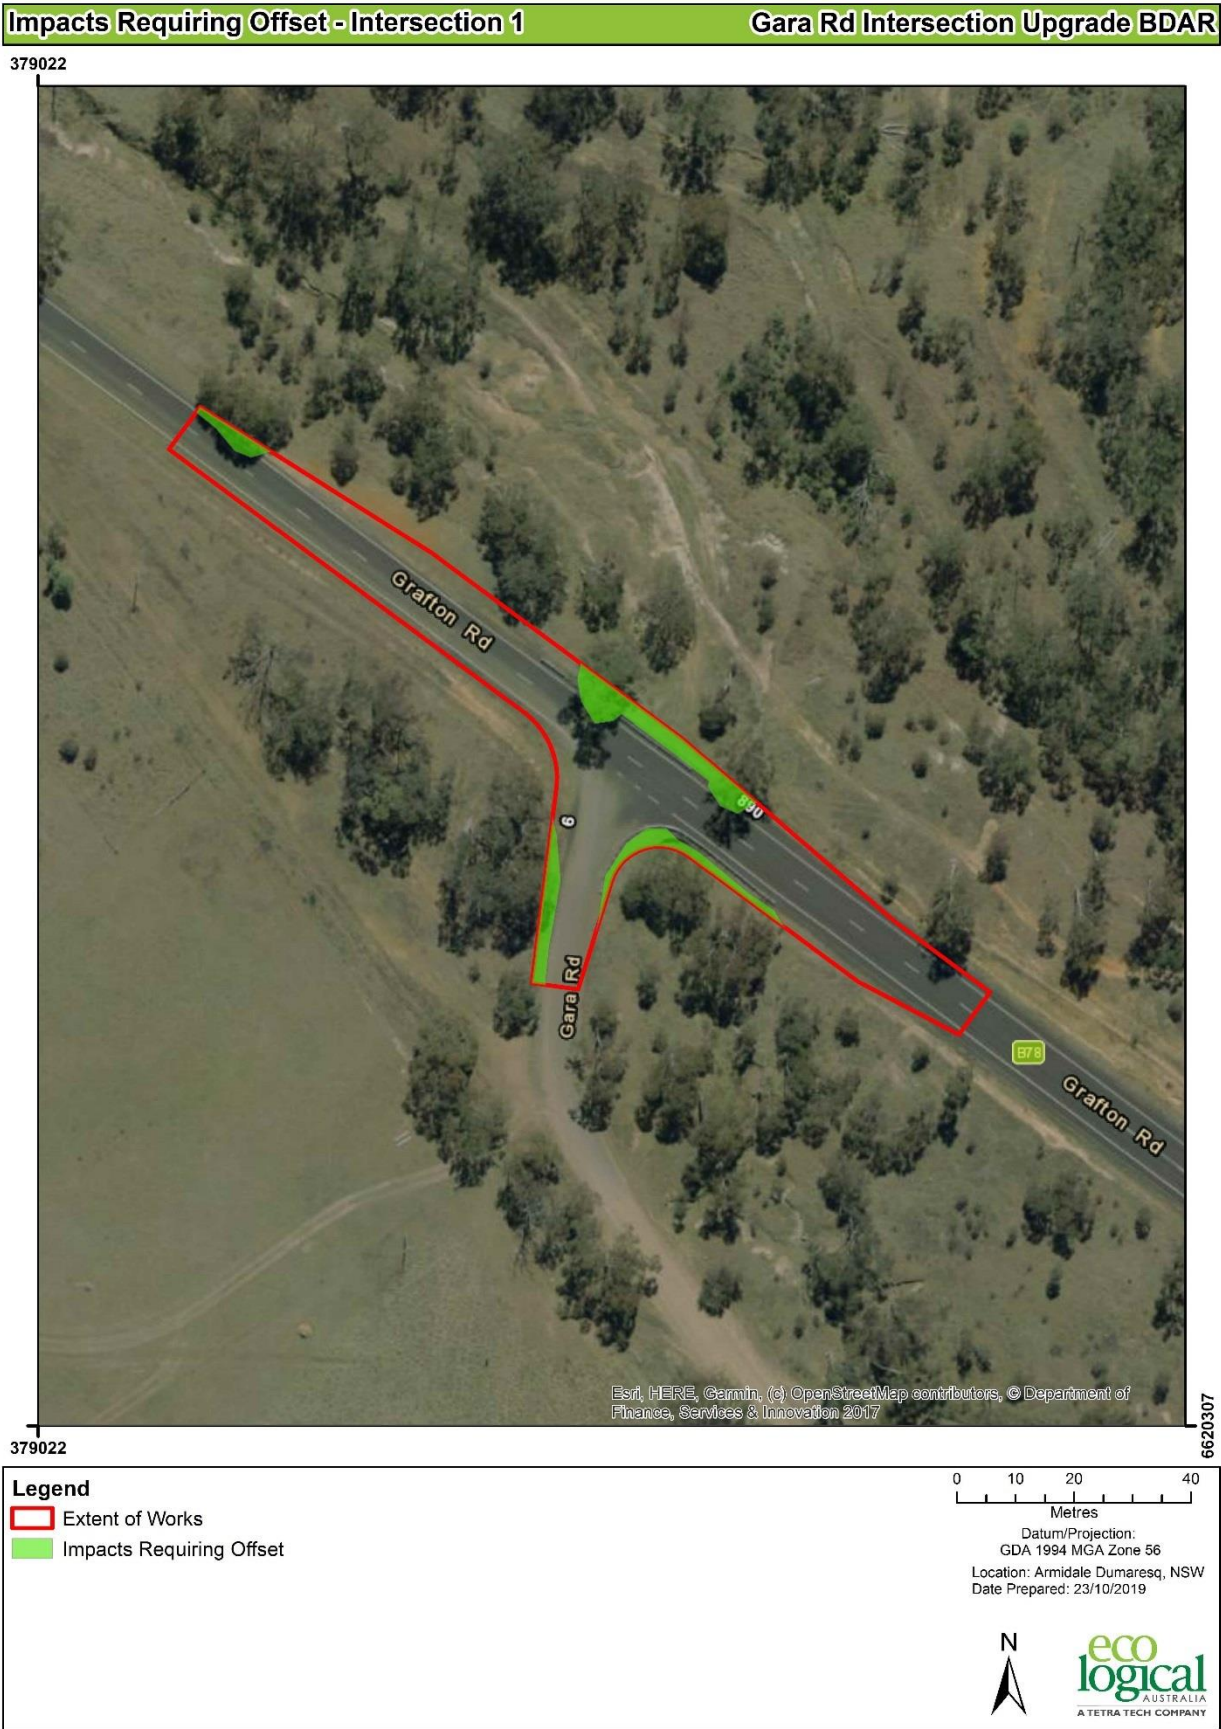 Impacts Requiring Offset - Intersection 1
Gara Rd Intersection Upgrade BDAR
379022
Grafton Rd
890
6
Gara Rd
B78
Grafton Rd
Esri, HERE, Garmin, (c) OpenStreetMap contributors, © Department of
Finance, Services & Innovation 2017
6620307
379022
Legend
Extent of Works
Impacts Requiring Offset
0 10 20 40
Metres
Datum/Projection:
GDA 1994 MGA Zone 56
Location: Armidale Dumaresq, NSW
Date Prepared: 23/10/2019
N
eco
logical
AUSTRALIA
A TETRA TECH COMPANY